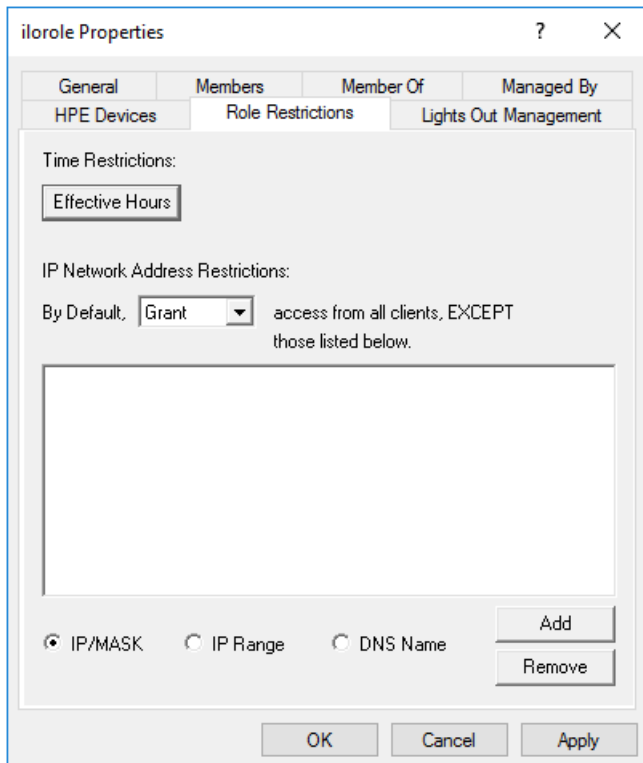 ilorole Properties ?
General Members Member Of Managed By
HPE Devices Role Restrictions Lights Out Management
Time Restrictions:
Effective Hours
IP Network Address Restrictions:
By Default, Grant access from all clients, EXCEPT
those listed below.
IP/MASK IP Range DNS Name
Add
Remove
OK Cancel Apply